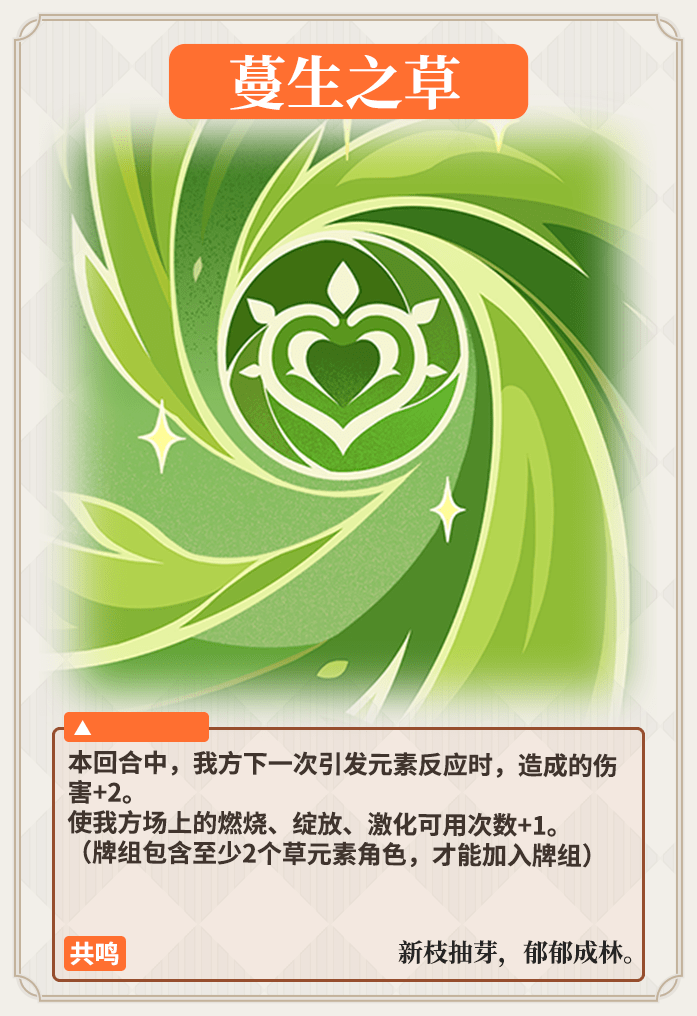 蔓生之草
本回合中，我方下一次引发元素反应时，造成的伤
害+2。
使我方场上的燃烧、绽放、激化可用次数+1。
（牌组包含至少2个草元素角色，才能加入牌组）
共鸣
新枝抽芽，郁郁成林。